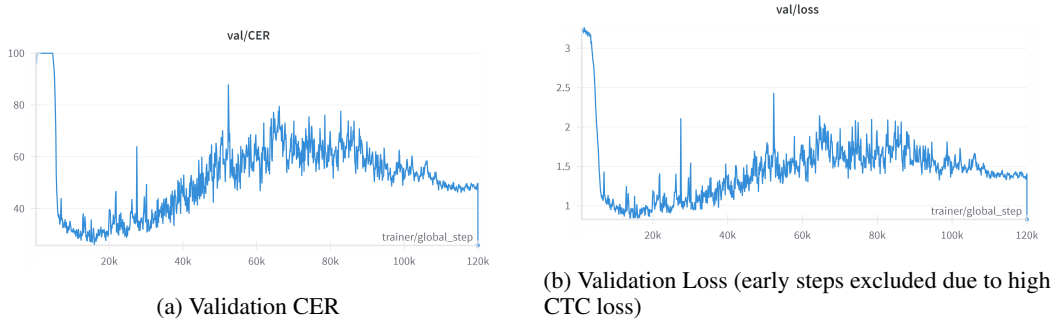 val/CER
100
80
60
40
trainer/global_step
20k 40k 60k 80k 100k 120k
(a) Validation CER
val/loss
3
2.5
2
1.5
1
trainer/global_step
20k 40k 60k 80k 100k 120k
(b) Validation Loss (early steps excluded due to high
CTC loss)